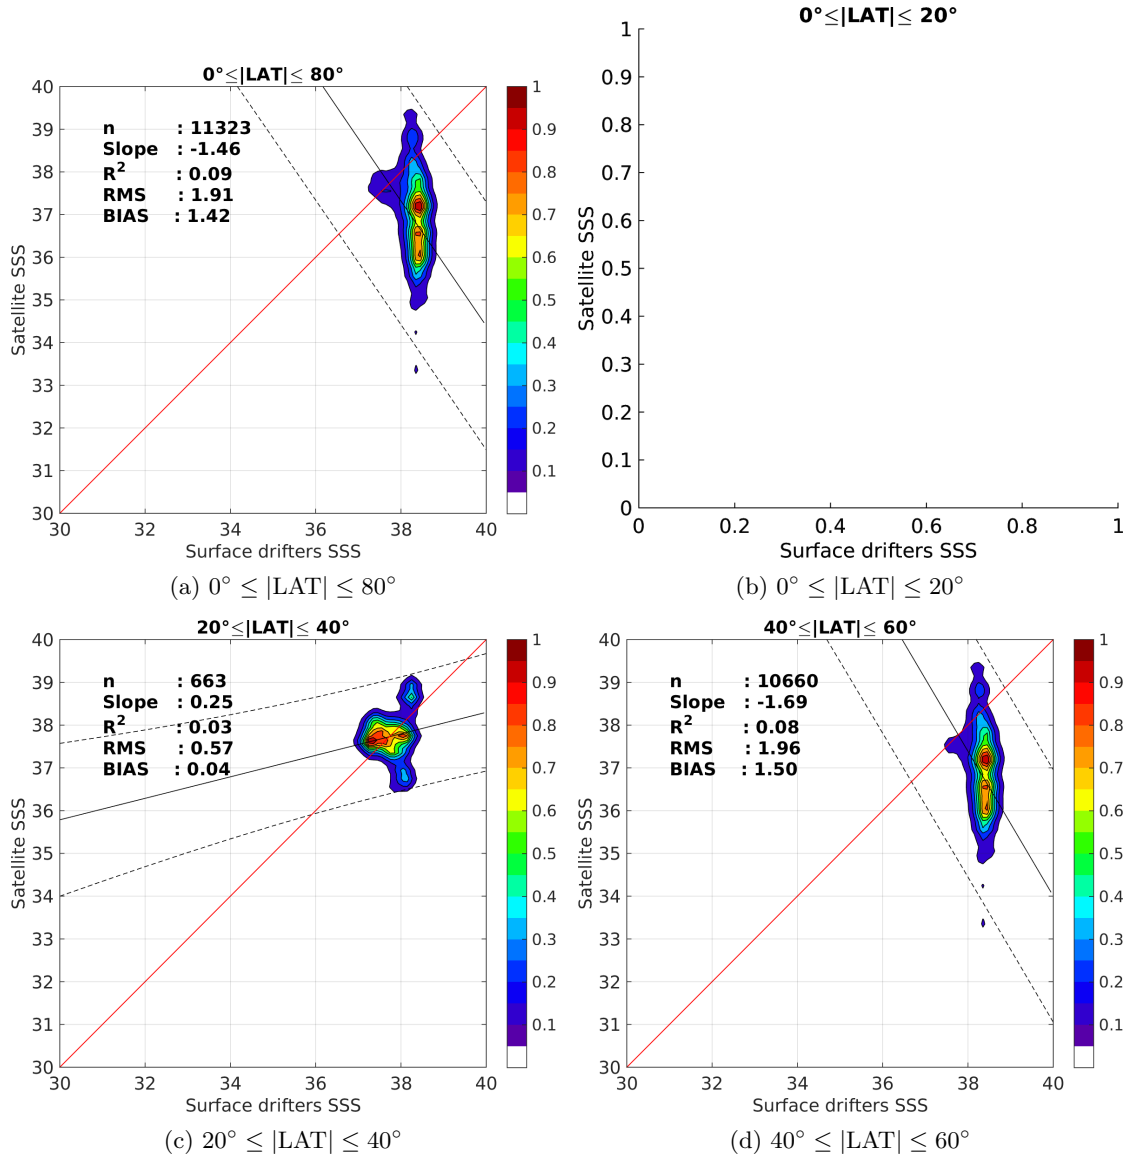 0°≤|LAT|≤ 80°
40
39
38
37
36
35
34
33
32
31
30
Satellite SSS
n : 11323
Slope : -1.46
R² : 0.09
RMS : 1.91
BIAS : 1.42
30 32 34 36 38 40
Surface drifters SSS
1
0.9
0.8
0.7
0.6
0.5
0.4
0.3
0.2
0.1
(a) 0° ≤ |LAT| ≤ 80°
0°≤|LAT|≤ 20°
1
0.9
0.8
0.7
0.6
0.5
0.4
0.3
0.2
0.1
0
Satellite SSS
0 0.2 0.4 0.6 0.8 1
Surface drifters SSS
(b) 0° ≤ |LAT| ≤ 20°
20°≤|LAT|≤ 40°
40
39
38
37
36
35
34
33
32
31
30
Satellite SSS
n : 663
Slope : 0.25
R² : 0.03
RMS : 0.57
BIAS : 0.04
30 32 34 36 38 40
Surface drifters SSS
1
0.9
0.8
0.7
0.6
0.5
0.4
0.3
0.2
0.1
(c) 20° ≤ |LAT| ≤ 40°
40°≤|LAT|≤ 60°
40
39
38
37
36
35
34
33
32
31
30
Satellite SSS
n : 10660
Slope : -1.69
R² : 0.08
RMS : 1.96
BIAS : 1.50
30 32 34 36 38 40
Surface drifters SSS
1
0.9
0.8
0.7
0.6
0.5
0.4
0.3
0.2
0.1
(d) 40° ≤ |LAT| ≤ 60°